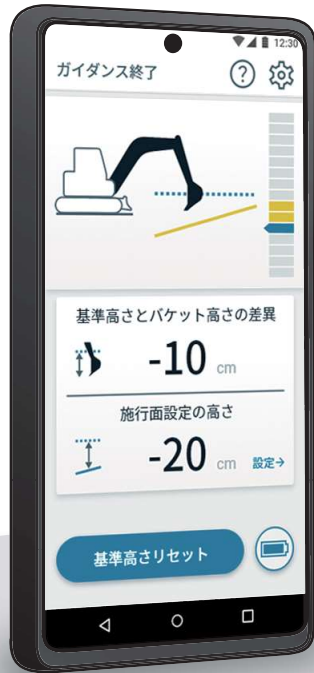 12:30
ガイダンス終了
?
基準高さとバケット高さの差異
-10 cm
施行面設定の高さ
-20 cm 設定→
基準高さリセット